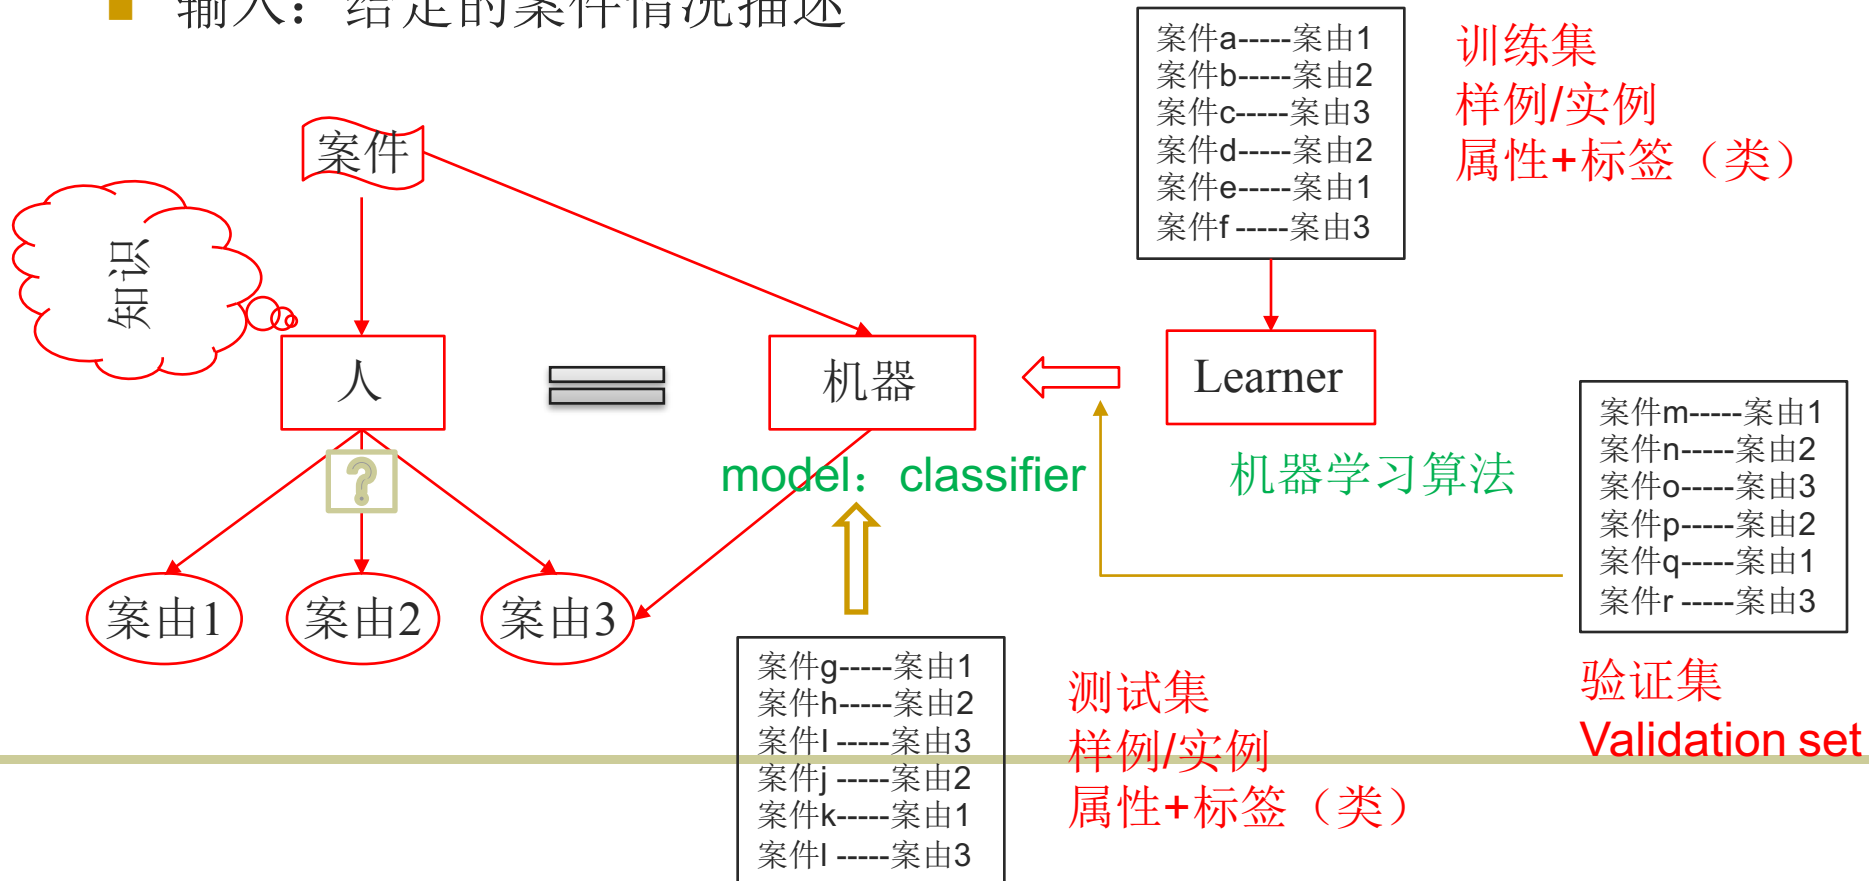 输入：给定的案件情况描述
案件a-----案由1
案件b-----案由2
案件c-----案由3
案件d-----案由2
案件e-----案由1
案件f -----案由3
训练集
样例/实例
属性+标签（类）
案件
知识
人
机器
Learner
model：classifier
机器学习算法
案件m-----案由1
案件n-----案由2
案件o-----案由3
案件p-----案由2
案件q-----案由1
案件r -----案由3
验证集
Validation set
?
案由1
案由2
案由3
案件g-----案由1
案件h-----案由2
案件I -----案由3
案件j -----案由2
案件k-----案由1
案件l -----案由3
测试集
样例/实例
属性+标签（类）